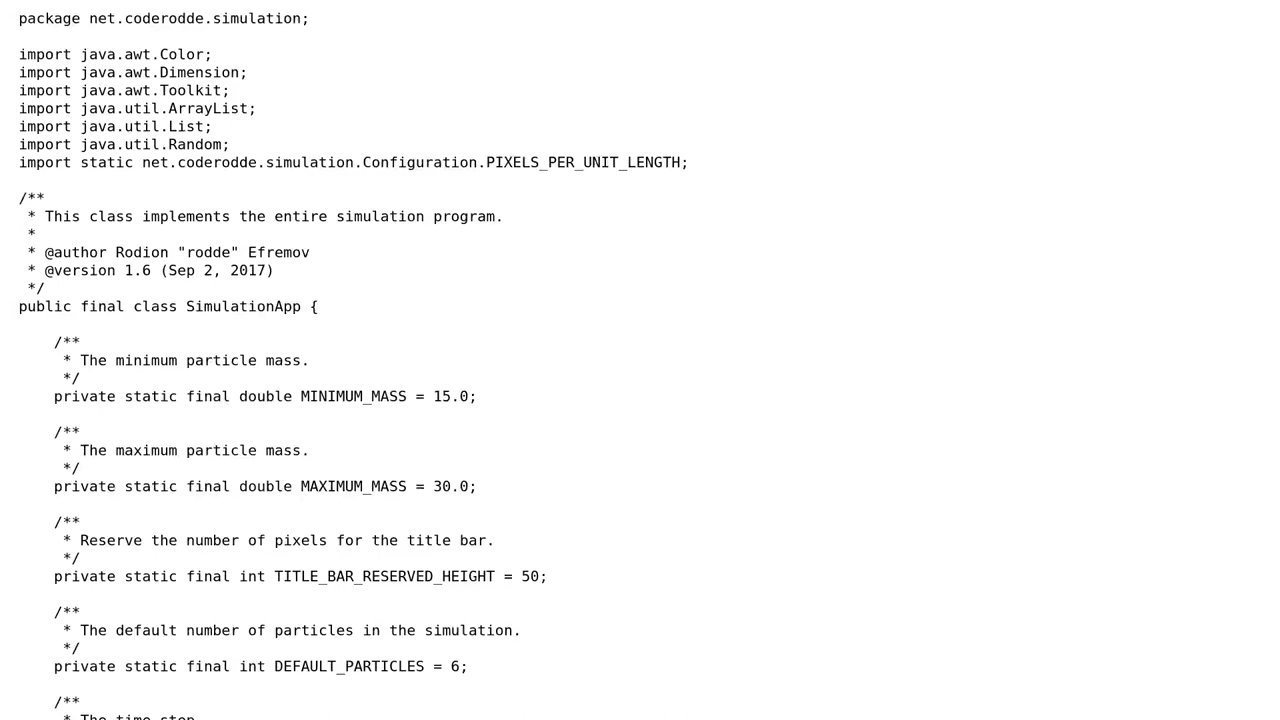 package net.coderodde.simulation;

import java.awt.Color;
import java.awt.Dimension;
import java.awt.Toolkit;
import java.util.ArrayList;
import java.util.List;
import java.util.Random;
import static net.coderodde.simulation.Configuration.PIXELS_PER_UNIT_LENGTH;

/**
 * This class implements the entire simulation program.
 *
 * @author Rodion "rodde" Efremov
 * @version 1.6 (Sep 2, 2017)
 */
public final class SimulationApp {

    /**
     * The minimum particle mass.
     */
    private static final double MINIMUM_MASS = 15.0;

    /**
     * The maximum particle mass.
     */
    private static final double MAXIMUM_MASS = 30.0;

    /**
     * Reserve the number of pixels for the title bar.
     */
    private static final int TITLE_BAR_RESERVED_HEIGHT = 50;

    /**
     * The default number of particles in the simulation.
     */
    private static final int DEFAULT_PARTICLES = 6;

    /**
     * The time step